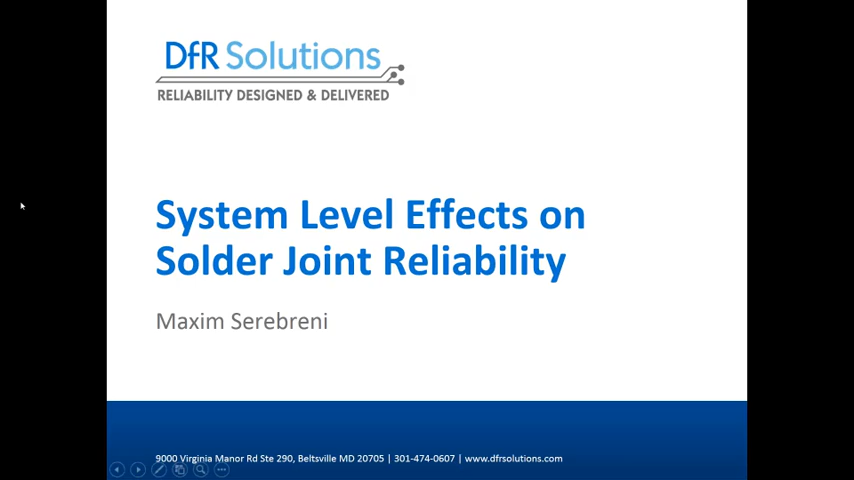 DfR Solutions
RELIABILITY DESIGNED & DELIVERED
System Level Effects on
Solder Joint Reliability
Maxim Serebreni
9000 Virginia Manor Rd Ste 290, Beltsville MD 20705 | 301-474-0607 | www.dfrsolutions.com